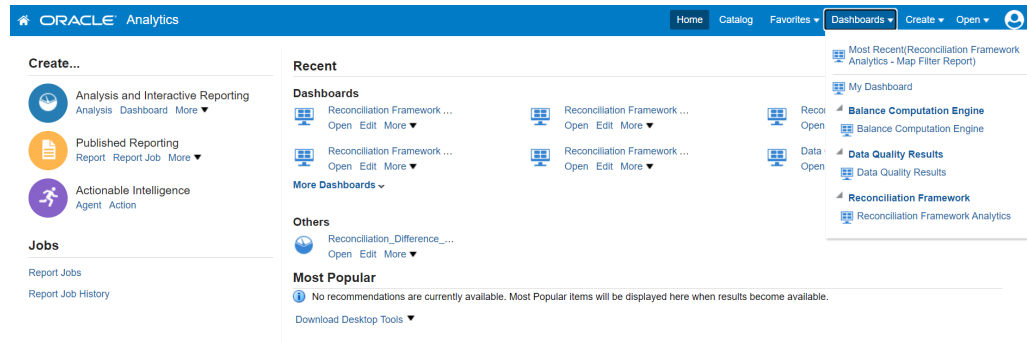 ORACLE Analytics
Home Catalog Favorites Dashboards Create Open
Create...
Analysis and Interactive Reporting
Analysis Dashboard More
Published Reporting
Report Report Job More
Actionable Intelligence
Agent Action
Jobs
Report Jobs
Report Job History
Recent
Dashboards
Reconciliation Framework ... Reconciliation Framework ...
Open Edit More Open Edit More Open
Reconciliation Framework ... Reconciliation Framework ... Data
Open Edit More Open Edit More Open
More Dashboards
Others
Reconciliation_Difference_...
Open Edit More
Most Popular
No recommendations are currently available. Most Popular items will be displayed here when results become available.
Download Desktop Tools
Most Recent(Reconciliation Framework
Analytics - Map Filter Report)
My Dashboard
Balance Computation Engine
Balance Computation Engine
Data Quality Results
Data Quality Results
Reconciliation Framework
Reconciliation Framework Analytics